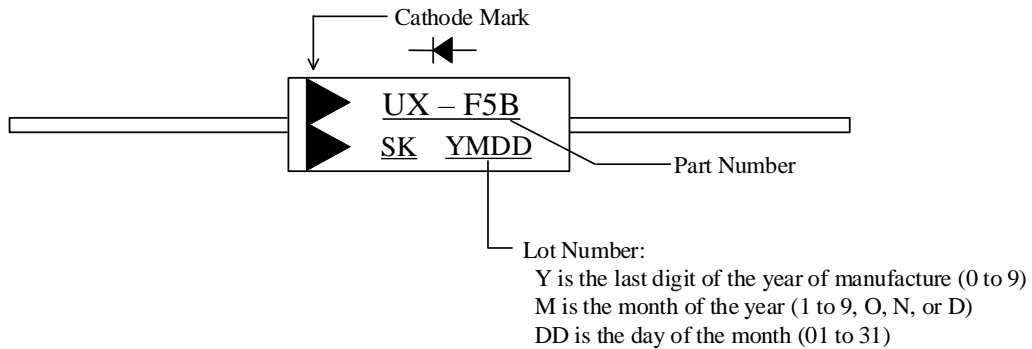 Cathode Mark
UX – F5B
SK YMDD
Part Number
Lot Number:
Y is the last digit of the year of manufacture (0 to 9)
M is the month of the year (1 to 9, O, N, or D)
DD is the day of the month (01 to 31)